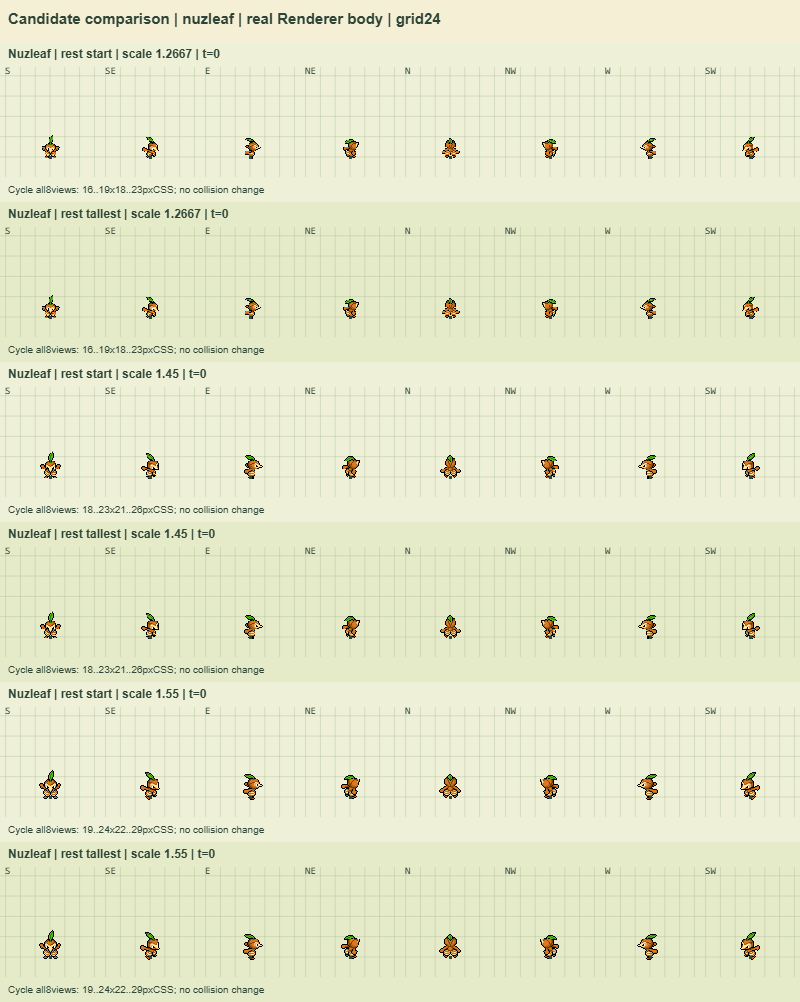 Candidate comparison | nuzleaf | real Renderer body | grid24
Nuzleaf | rest start | scale 1.2667 | t=0
S SE E NE N NW W SW
Cycle all8views: 16..19x18..23pxCSS; no collision change
Nuzleaf | rest tallest | scale 1.2667 | t=0
S SE E NE N NW W SW
Cycle all8views: 16..19x18..23pxCSS; no collision change
Nuzleaf | rest start | scale 1.45 | t=0
S SE E NE N NW W SW
Cycle all8views: 18..23x21..26pxCSS; no collision change
Nuzleaf | rest tallest | scale 1.45 | t=0
S SE E NE N NW W SW
Cycle all8views: 18..23x21..26pxCSS; no collision change
Nuzleaf | rest start | scale 1.55 | t=0
S SE E NE N NW W SW
Cycle all8views: 19..24x22..29pxCSS; no collision change
Nuzleaf | rest tallest | scale 1.55 | t=0
S SE E NE N NW W SW
Cycle all8views: 19..24x22..29pxCSS; no collision change